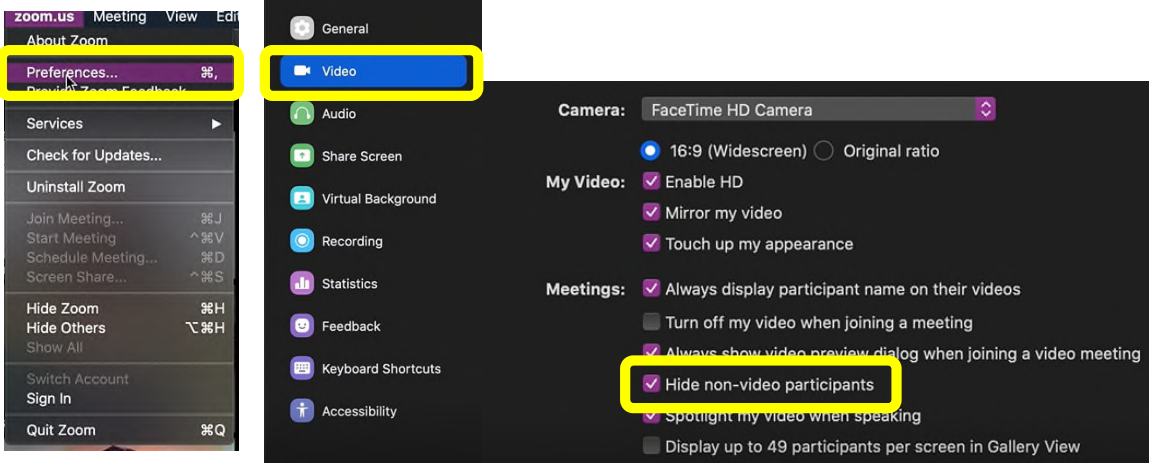 zoom.us Meeting View Edit
About Zoom
Preferences... ⌘,
Provide Zoom Feedback...
Services ▶
Check for Updates...
Uninstall Zoom
Join Meeting... ⌘J
Start Meeting ^⌘V
Schedule Meeting... ⌘D
Screen Share... ^⌘S
Hide Zoom ⌘H
Hide Others ⌥⌘H
Show All
Switch Account
Sign In
Quit Zoom ⌘Q
General
Video
Audio
Share Screen
Virtual Background
Recording
Statistics
Feedback
Keyboard Shortcuts
Accessibility
Camera: FaceTime HD Camera
16:9 (Widescreen) Original ratio
My Video: Enable HD
Mirror my video
Touch up my appearance
Meetings: Always display participant name on their videos
Turn off my video when joining a meeting
Always show video preview dialog when joining a video meeting
Hide non-video participants
Spotlight my video when speaking
Display up to 49 participants per screen in Gallery View